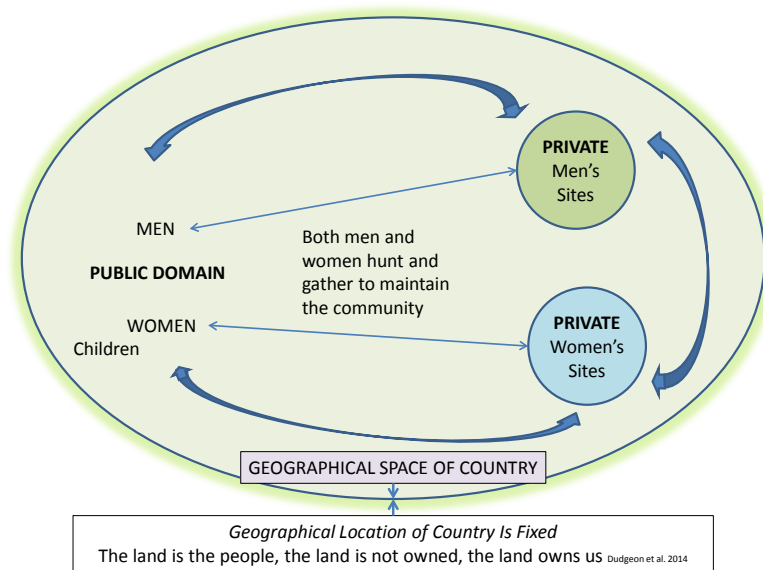 PRIVATE
Men's
Sites
MEN
PUBLIC DOMAIN
WOMEN
Children
Both men and
women hunt and
gather to maintain
the community
PRIVATE
Women's
Sites
GEOGRAPHICAL SPACE OF COUNTRY
Geographical Location of Country Is Fixed
The land is the people, the land is not owned, the land owns us Dudgeon et al. 2014